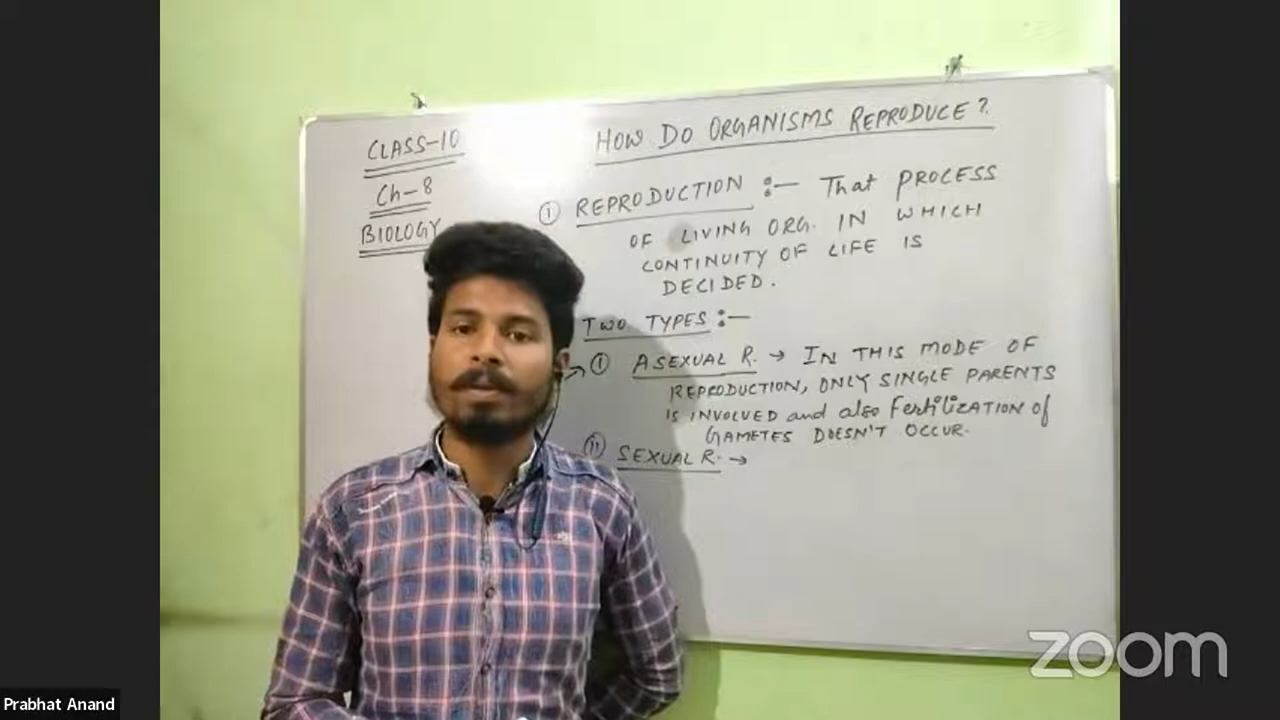 CLASS-10
Ch-8
BIOLOGY
HOW DO ORGANISMS REPRODUCE?
① REPRODUCTION :— That PROCESS
OF LIVING ORG. IN WHICH
CONTINUITY OF LIFE IS
DECIDED.
TWO TYPES :—
→ ① ASEXUAL R. → IN THIS MODE OF
REPRODUCTION, ONLY SINGLE PARENTS
IS INVOLVED and also Fertilization of
GAMETES DOESN'T OCCUR.
ⅱ SEXUAL R. →
zoom
Prabhat Anand